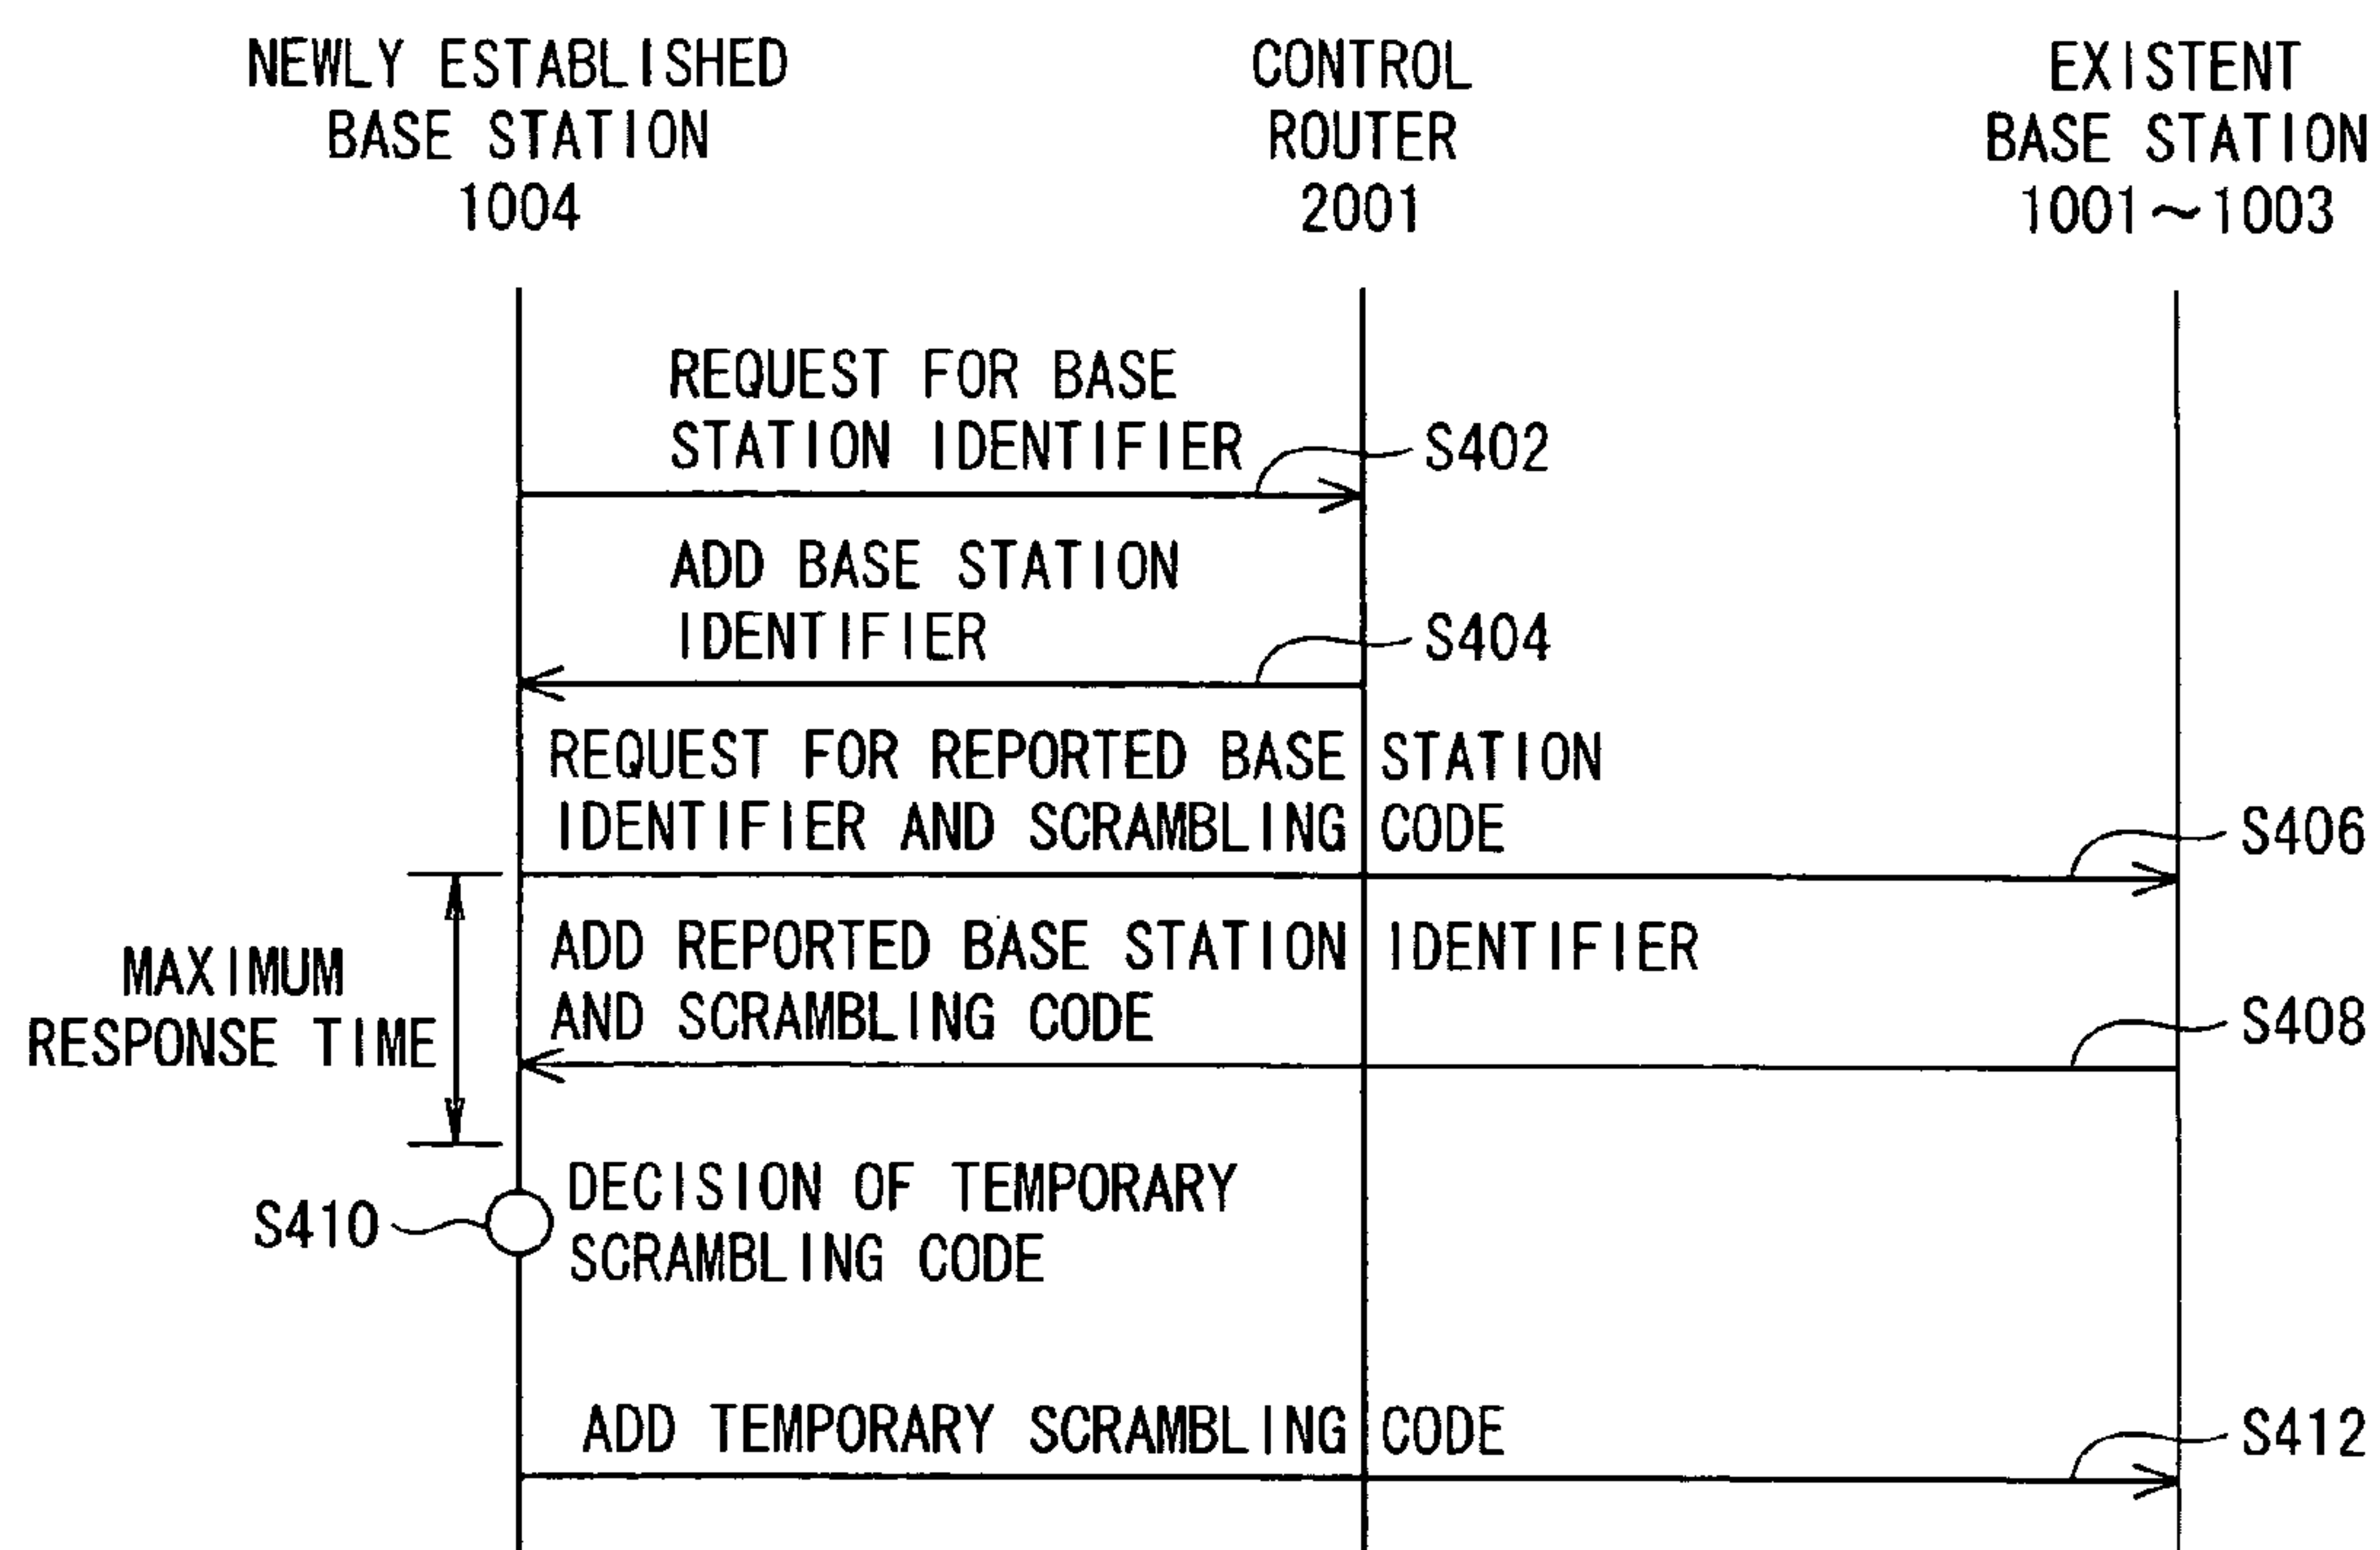 NEWLY ESTABLISHED
BASE STATION
1004
CONTROL
ROUTER
2001
EXISTENT
BASE STATION
1001～1003
REQUEST FOR BASE
STATION IDENTIFIER
S402
ADD BASE STATION
IDENTIFIER
S404
REQUEST FOR REPORTED BASE STATION
IDENTIFIER AND SCRAMBLING CODE
S406
MAXIMUM
RESPONSE TIME
ADD REPORTED BASE STATION IDENTIFIER
AND SCRAMBLING CODE
S408
S410
DECISION OF TEMPORARY
SCRAMBLING CODE
ADD TEMPORARY SCRAMBLING CODE
S412